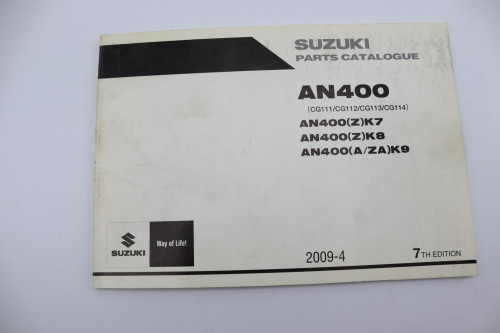 SUZUKI
PARTS CATALOGUE
AN400
(CG111/CG112/CG113/CG114)
AN400(Z)K7
AN400(Z)K8
AN400(A/ZA)K9
SUZUKI
Way of Life!
2009-4
7TH EDITION